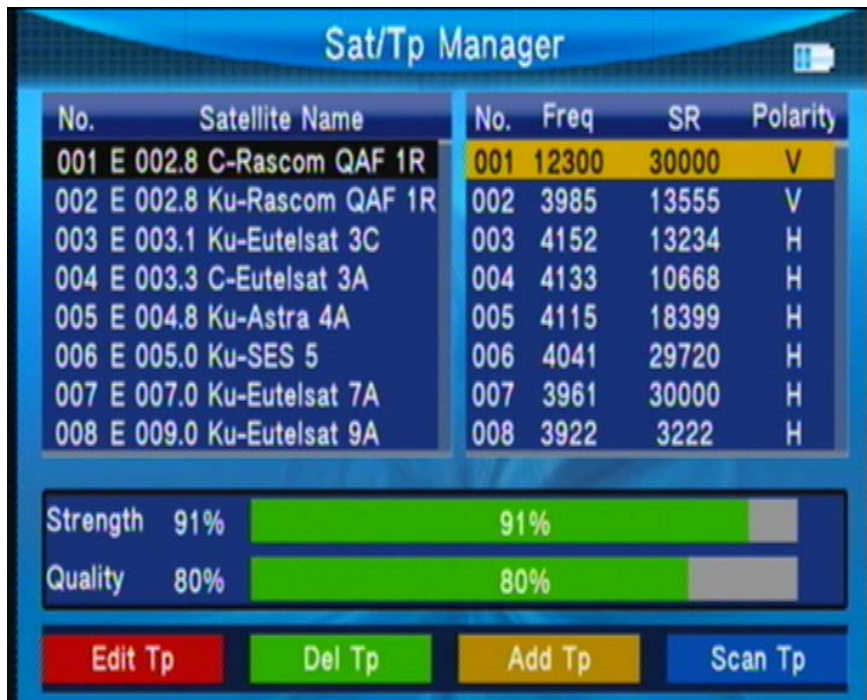 Sat/Tp Manager
No. Satellite Name
001 E 002.8 C-Rascom QAF 1R
002 E 002.8 Ku-Rascom QAF 1R
003 E 003.1 Ku-Eutelsat 3C
004 E 003.3 C-Eutelsat 3A
005 E 004.8 Ku-Astra 4A
006 E 005.0 Ku-SES 5
007 E 007.0 Ku-Eutelsat 7A
008 E 009.0 Ku-Eutelsat 9A
No. Freq SR Polarity
001 12300 30000 V
002 3985 13555 V
003 4152 13234 H
004 4133 10668 H
005 4115 18399 H
006 4041 29720 H
007 3961 30000 H
008 3922 3222 H
Strength 91% 91%
Quality 80% 80%
Edit Tp Del Tp Add Tp Scan Tp